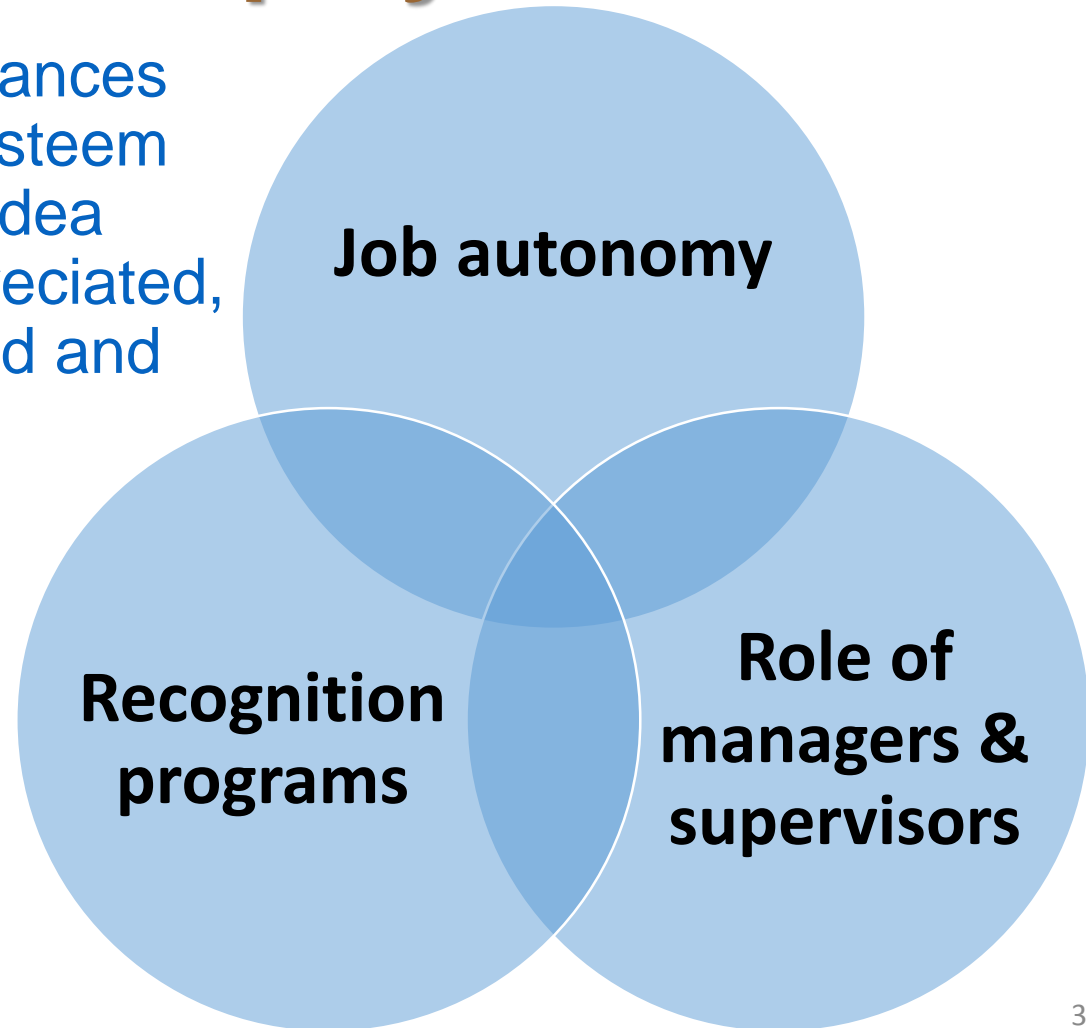 ances
steem
dea
eciated,
d and
Job autonomy
Recognition
programs
Role of
managers &
supervisors
3